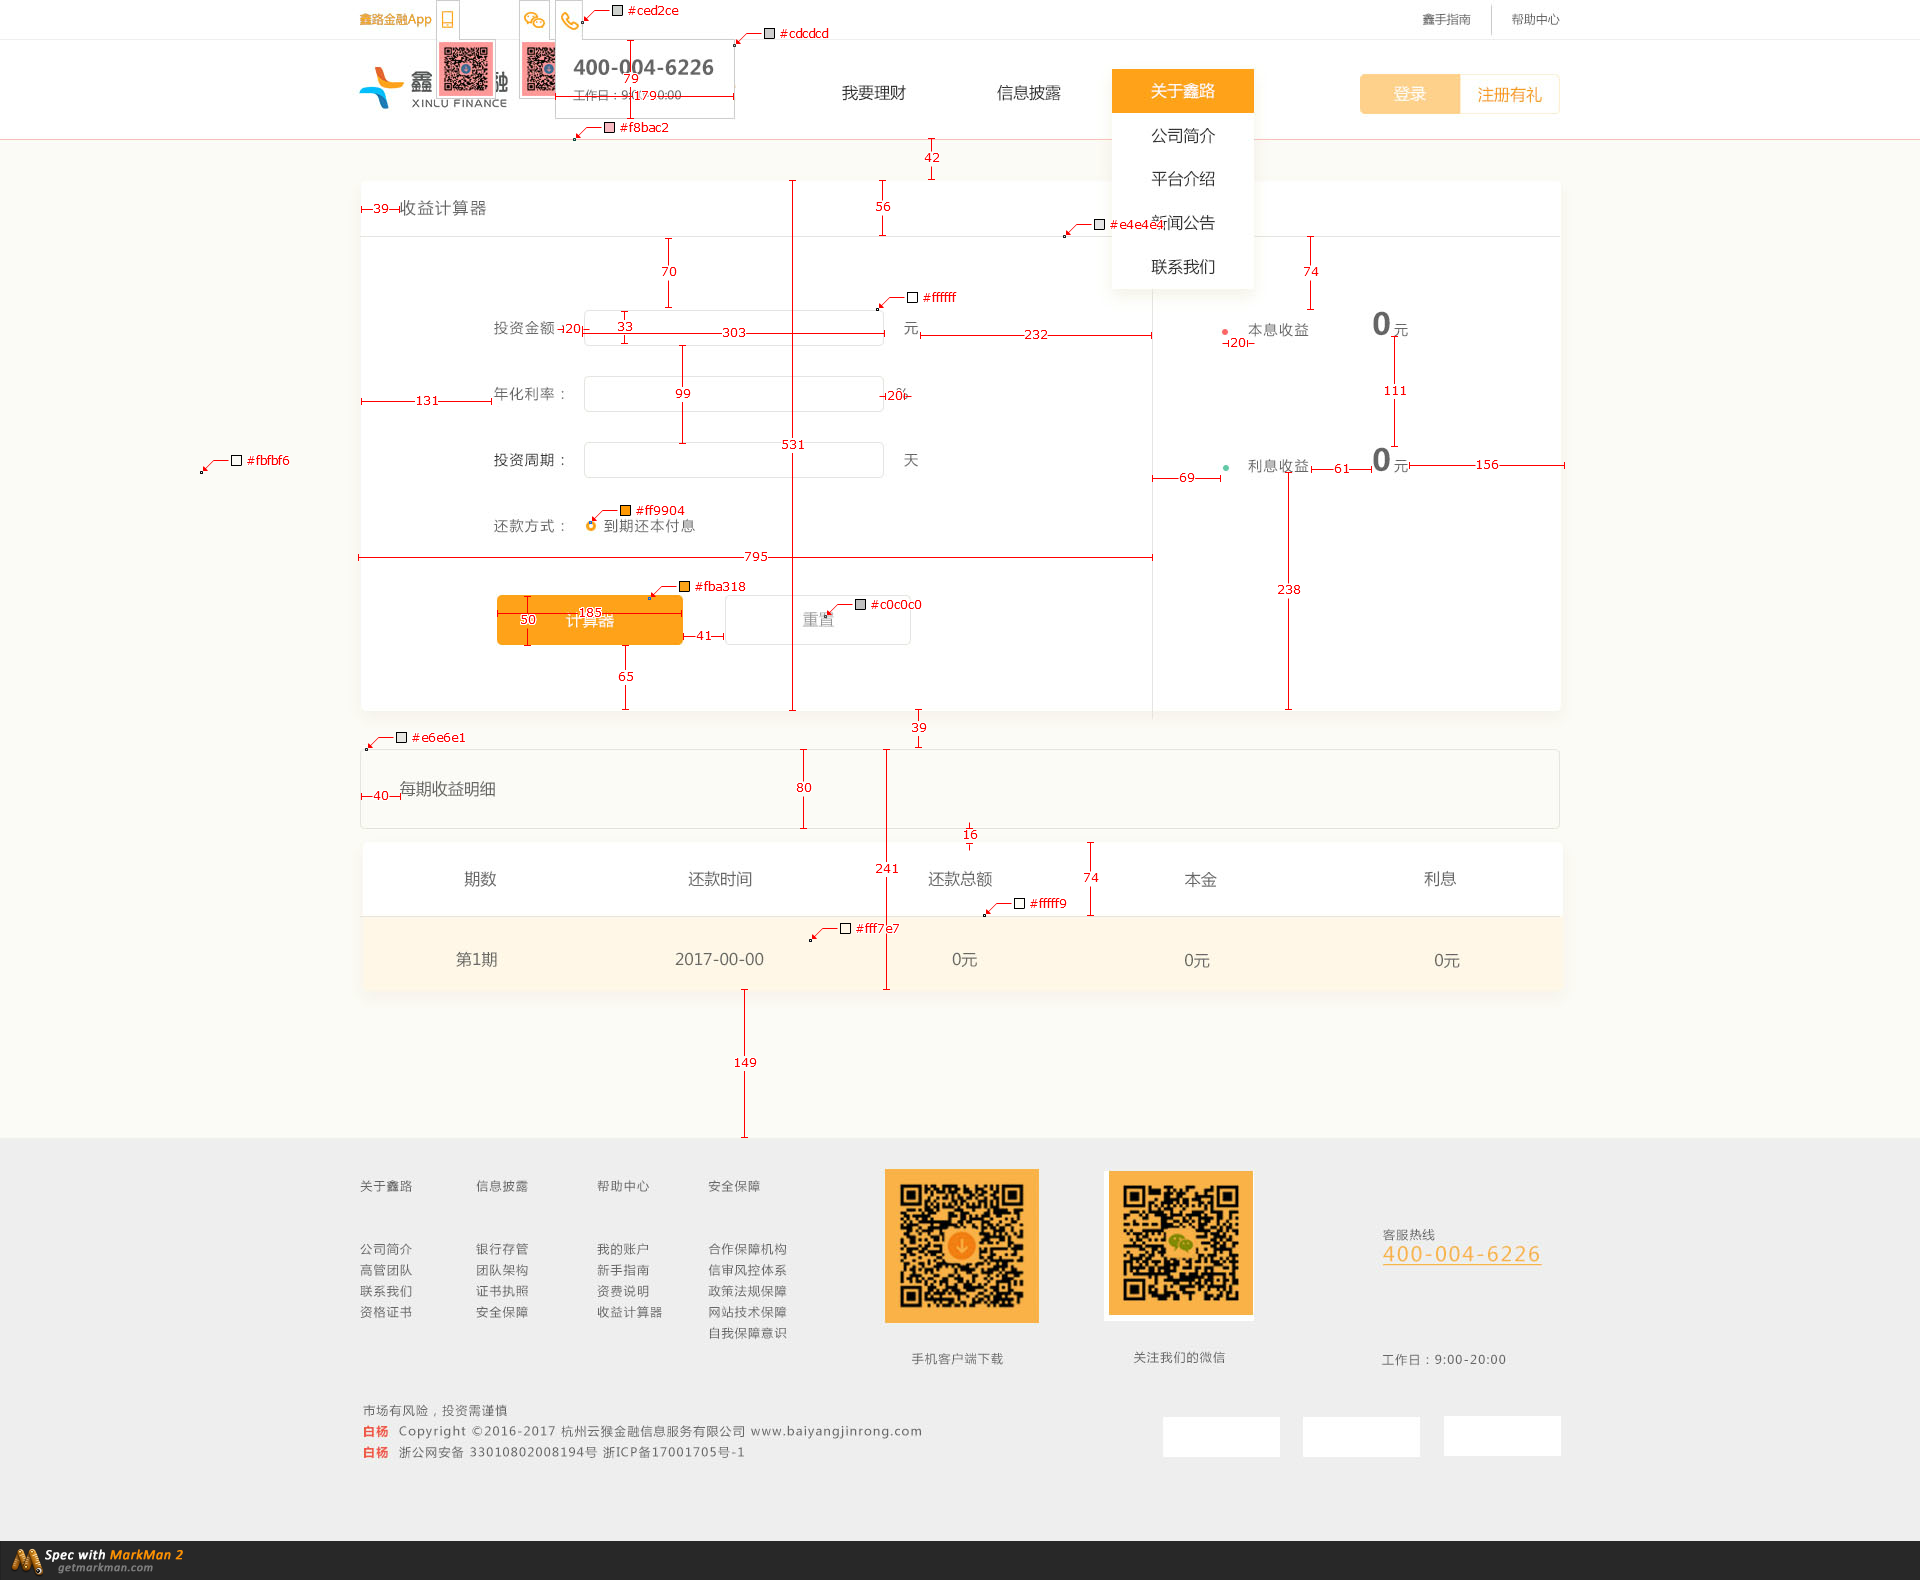 鑫路金融App
#ced2ce
#cdcdcd
鑫手指南
帮助中心
鑫
融
XINLU FINANCE
400-004-6226
79
179
#f8bac2
我要理财
信息披露
关于鑫路
登录
注册有礼
公司简介
平台介绍
新闻公告
联系我们
42
39
收益计算器
56
#e4e4e4
70
74
#ffffff
投资金额
20
33
303
元
232
本息收益
0元
20
131
年化利率：
99
20
%
111
531
#fbfbf6
投资周期：
天
利息收益
61
0元
156
69
#ff9904
还款方式：
到期还本付息
795
#fba318
#c0c0c0
238
50
185
计算器
41
重置
65
39
#e6e6e1
40
每期收益明细
80
16
241
74
期数
还款时间
还款总额
本金
利息
#fffff9
#fff7e7
第1期
2017-00-00
0元
0元
0元
149
关于鑫路
信息披露
帮助中心
安全保障
公司简介
银行存管
我的账户
合作保障机构
高管团队
团队架构
新手指南
信审风控体系
联系我们
证书执照
资费说明
政策法规保障
资格证书
安全保障
收益计算器
网站技术保障
自我保障意识
手机客户端下载
关注我们的微信
客服热线
400-004-6226
工作日：9:00-20:00
市场有风险，投资需谨慎
白杨 Copyright ©2016-2017 杭州云猴金融信息服务有限公司 www.baiyangjinrong.com
白杨 浙公网安备 33010802008194号 浙ICP备17001705号-1
Spec with MarkMan 2
getmarkman.com